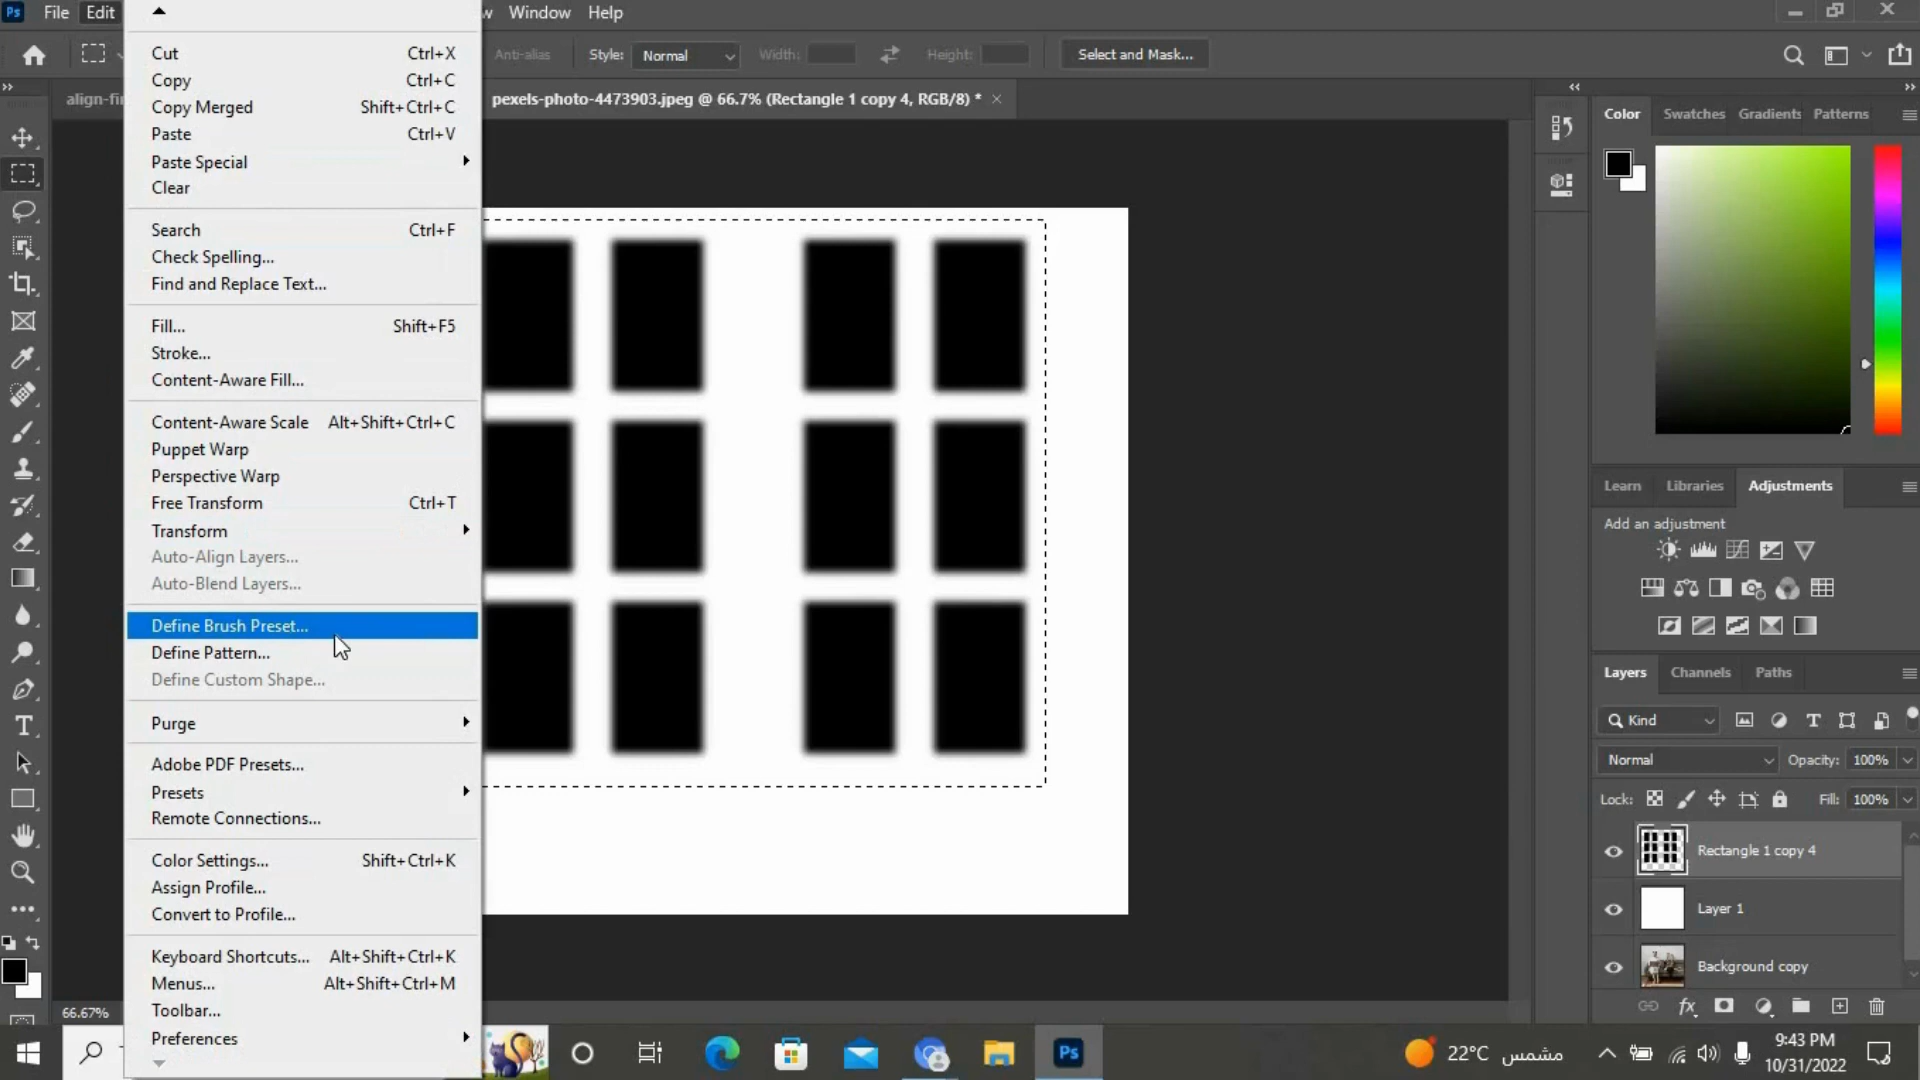 Ps File Edit Window Help
Cut Ctrl+X
Copy Ctrl+C
Copy Merged Shift+Ctrl+C
Paste Ctrl+V
Paste Special
Clear
Search Ctrl+F
Check Spelling...
Find and Replace Text...
Fill... Shift+F5
Stroke...
Content-Aware Fill...
Content-Aware Scale Alt+Shift+Ctrl+C
Puppet Warp
Perspective Warp
Free Transform Ctrl+T
Transform
Auto-Align Layers...
Auto-Blend Layers...
Define Brush Preset...
Define Pattern...
Define Custom Shape...
Purge
Adobe PDF Presets...
Presets
Remote Connections...
Color Settings... Shift+Ctrl+K
Assign Profile...
Convert to Profile...
Keyboard Shortcuts... Alt+Shift+Ctrl+K
Menus... Alt+Shift+Ctrl+M
Toolbar...
Preferences
Anti-alias Style: Normal Width: Height: Select and Mask...
pexels-photo-4473903.jpeg @ 66.7% (Rectangle 1 copy 4, RGB/8) *
Color Swatches Gradients Patterns
Learn Libraries Adjustments
Add an adjustment
Layers Channels Paths
Kind
Normal Opacity: 100%
Lock: Fill: 100%
Rectangle 1 copy 4
Layer 1
Background copy
66.67%
Ps 22°C مشمس
9:43 PM
10/31/2022